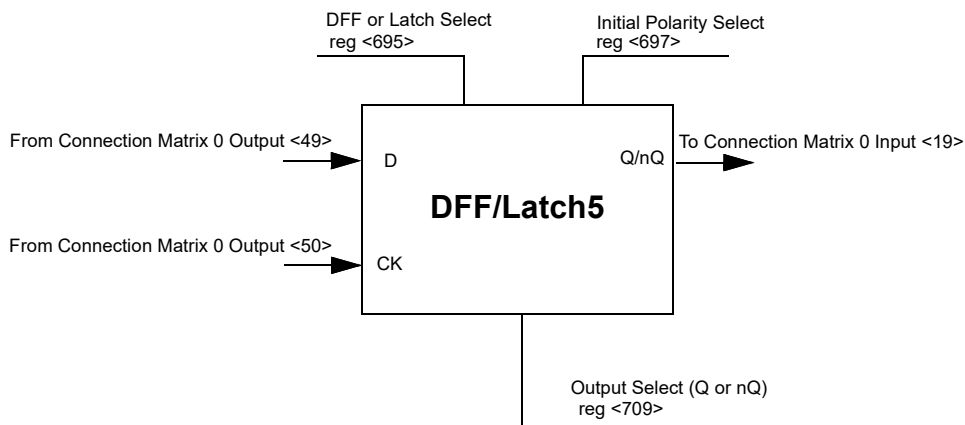 DFF or Latch Select
reg <695>
Initial Polarity Select
reg <697>
From Connection Matrix 0 Output <49>
D
Q/nQ
To Connection Matrix 0 Input <19>
DFF/Latch5
From Connection Matrix 0 Output <50>
CK
Output Select (Q or nQ)
reg <709>